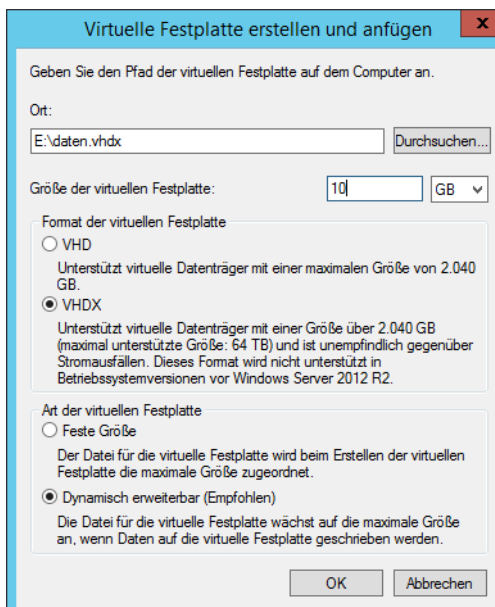 Virtuelle Festplatte erstellen und anfügen
x
Geben Sie den Pfad der virtuellen Festplatte auf dem Computer an.
Ort:
E:\daten.vhdx
Durchsuchen...
Größe der virtuellen Festplatte:
10
GB
Format der virtuellen Festplatte
VHD
Unterstützt virtuelle Datenträger mit einer maximalen Größe von 2.040
GB.
VHDX
Unterstützt virtuelle Datenträger mit einer Größe über 2.040 GB
(maximal unterstützte Größe: 64 TB) und ist unempfindlich gegenüber
Stromausfällen. Dieses Format wird nicht unterstützt in
Betriebssystemversionen vor Windows Server 2012 R2.
Art der virtuellen Festplatte
Feste Größe
Der Datei für die virtuelle Festplatte wird beim Erstellen der virtuellen
Festplatte die maximale Größe zugeordnet.
Dynamisch erweiterbar (Empfohlen)
Die Datei für die virtuelle Festplatte wächst auf die maximale Größe
an, wenn Daten auf die virtuelle Festplatte geschrieben werden.
OK
Abbrechen